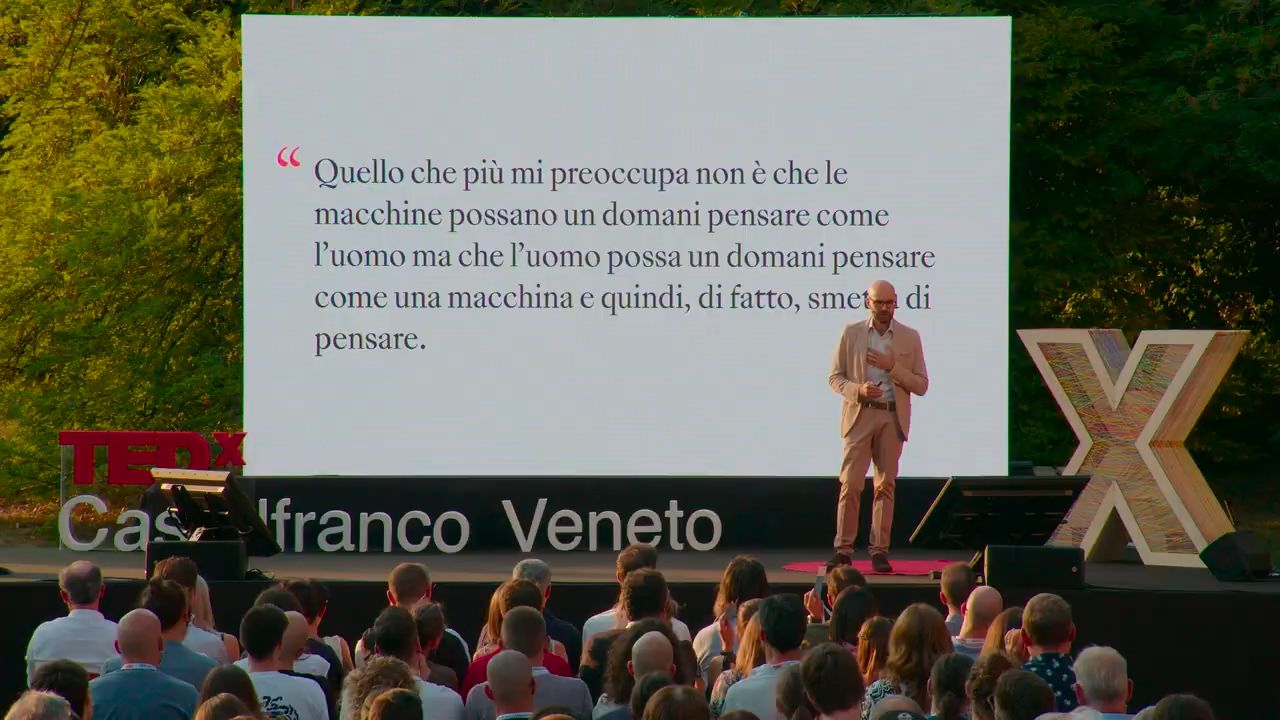 “ Quello che più mi preoccupa non è che le
macchine possano un domani pensare come
l’uomo ma che l’uomo possa un domani pensare
come una macchina e quindi, di fatto, di
pensare.
TEDx
Veneto
X